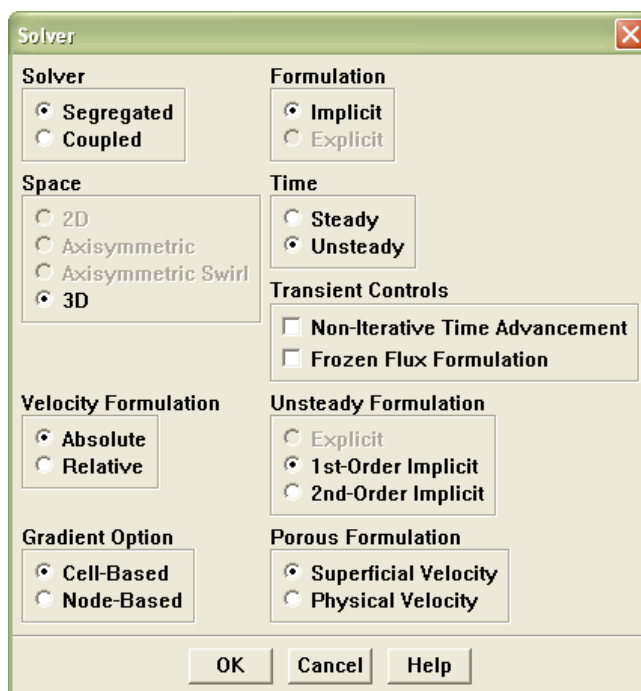 Solver
Solver
Segregated
Coupled
Formulation
Implicit
Explicit
Space
2D
Axisymmetric
Axisymmetric Swirl
3D
Time
Steady
Unsteady
Transient Controls
Non-Iterative Time Advancement
Frozen Flux Formulation
Velocity Formulation
Absolute
Relative
Unsteady Formulation
Explicit
1st-Order Implicit
2nd-Order Implicit
Gradient Option
Cell-Based
Node-Based
Porous Formulation
Superficial Velocity
Physical Velocity
OK
Cancel
Help